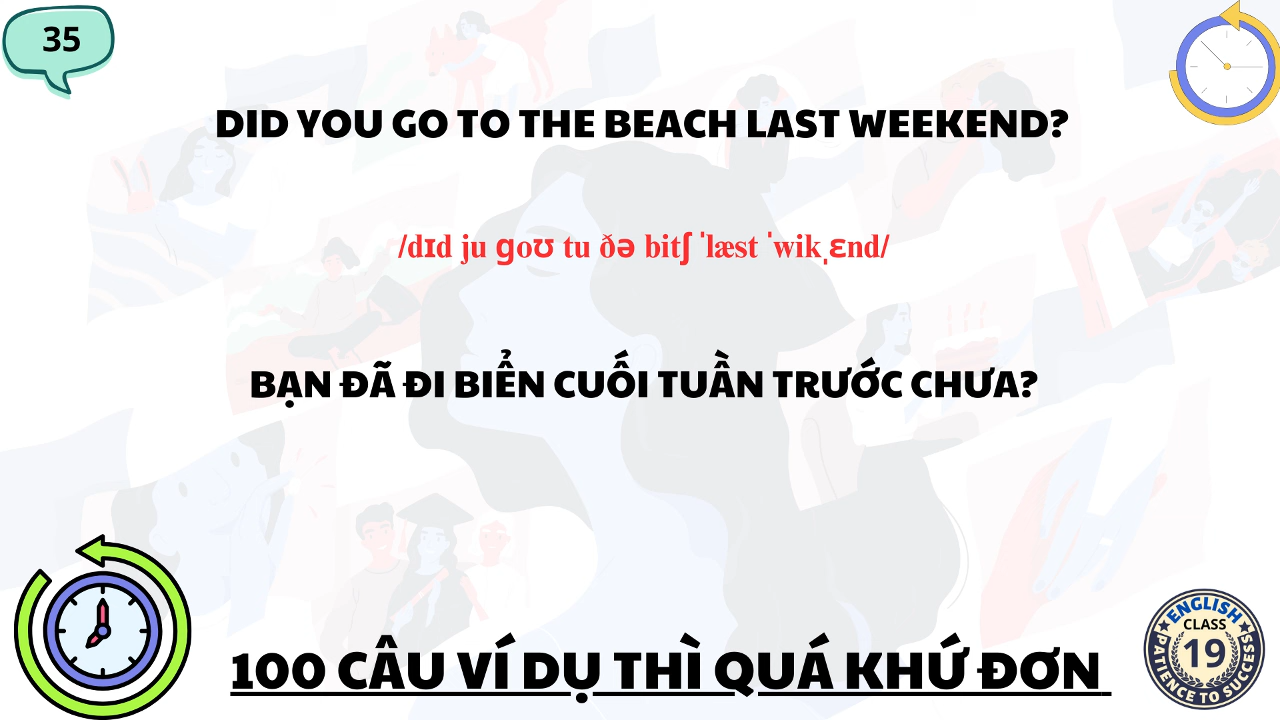 35
DID YOU GO TO THE BEACH LAST WEEKEND?
/dɪd ju ɡoʊ tu ðə bitʃ ˈlæst ˈwikˌɛnd/
BẠN ĐÃ ĐI BIỂN CUỐI TUẦN TRƯỚC CHƯA?
100 CÂU VÍ DỤ THÌ QUÁ KHỨ ĐƠN
ENGLISH
CLASS
19
PATIENCE TO SUCCESS